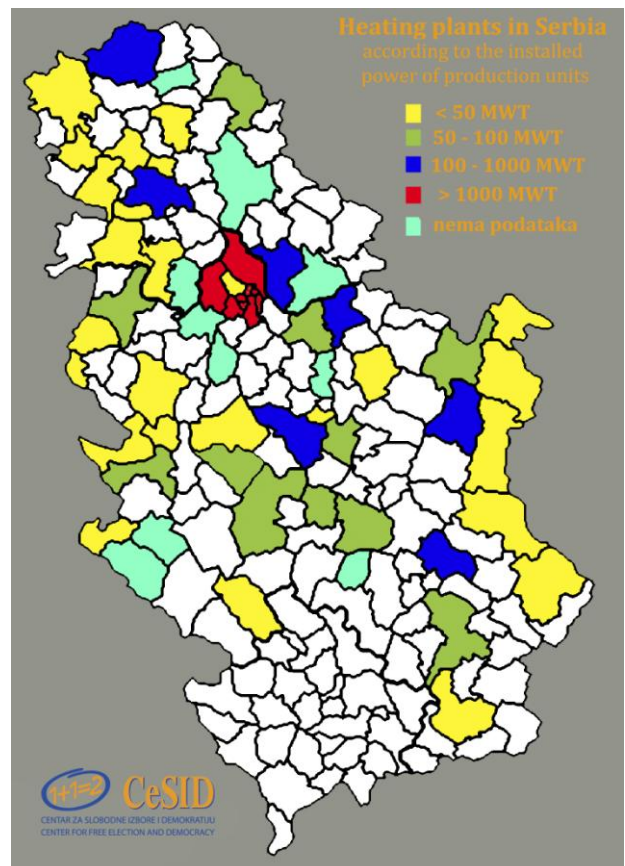 Heating plants in Serbia
according to the installed
power of production units
< 50 MWT
50 - 100 MWT
100 - 1000 MWT
> 1000 MWT
nema podataka
1+1=2
CeSID
CENTAR ZA SLOBODNE IZBORE I DEMOKRATIJU
CENTER FOR FREE ELECTION AND DEMOCRACY